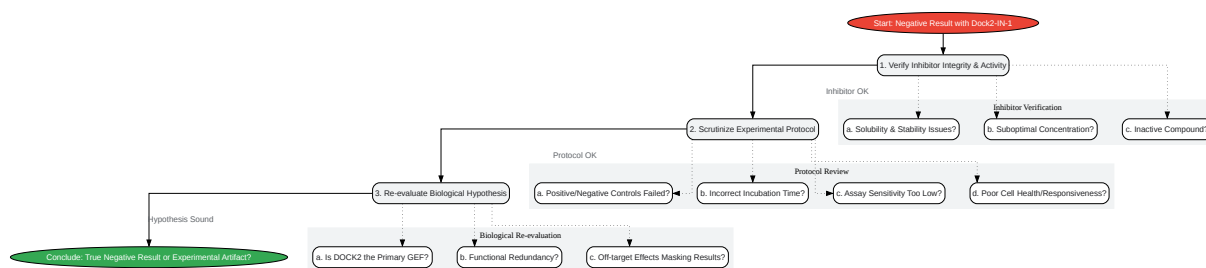 Start: Negative Result with Dock2-IN-1
1. Verify Inhibitor Integrity & Activity
Inhibitor OK
Inhibitor Verification
a. Solubility & Stability Issues?
b. Suboptimal Concentration?
c. Inactive Compound?
2. Scrutinize Experimental Protocol
Protocol OK
Protocol Review
a. Positive/Negative Controls Failed?
b. Incorrect Incubation Time?
c. Assay Sensitivity Too Low?
d. Poor Cell Health/Responsiveness?
3. Re-evaluate Biological Hypothesis
Hypothesis Sound
Biological Re-evaluation
a. Is DOCK2 the Primary GEF?
b. Functional Redundancy?
c. Off-target Effects Masking Results?
Conclude: True Negative Result or Experimental Artifact?